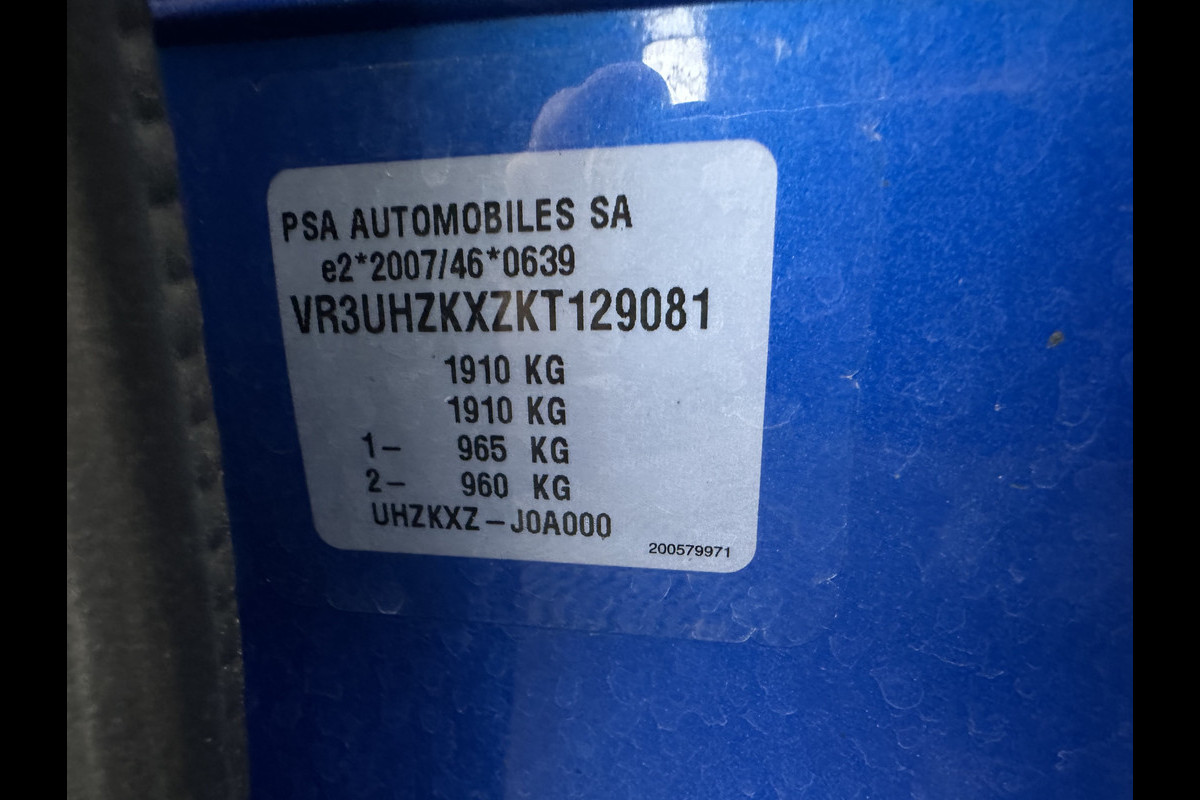 PSA AUTOMOBILES SA
e2*2007/46*0639
VR3UHZKXZKT129081
1910 KG
1910 KG
1- 965 KG
2- 960 KG
UHZKXZ-J0A000
200579971